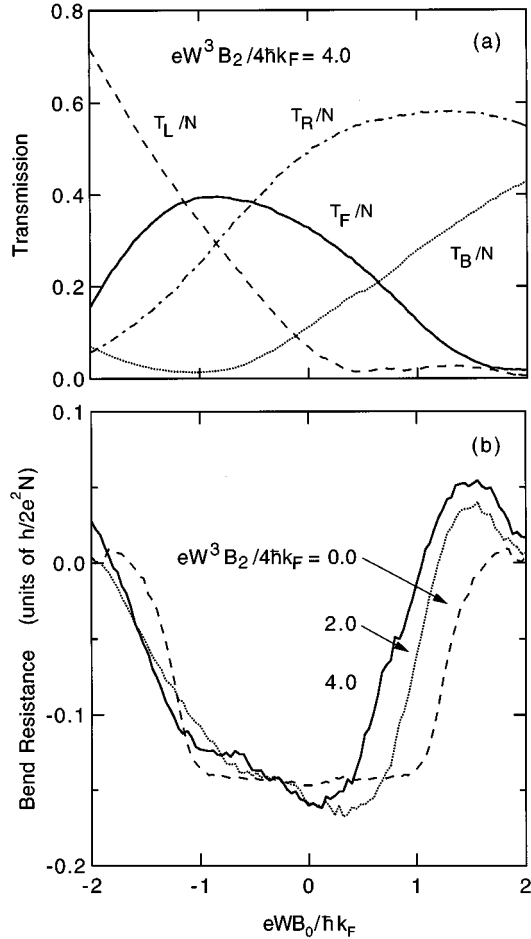 (a)
eW³B₂/4ħk_F = 4.0
0.8
0.6
0.4
0.2
0.0
Transmission
T_L/N
T_R/N
T_F/N
T_B/N
(b)
0.1
0.0
-0.1
-0.2
Bend Resistance (units of h/2e²N)
eW³B₂/4ħk_F = 0.0
2.0
4.0
-2
-1
0
1
2
eWB₀/ħk_F